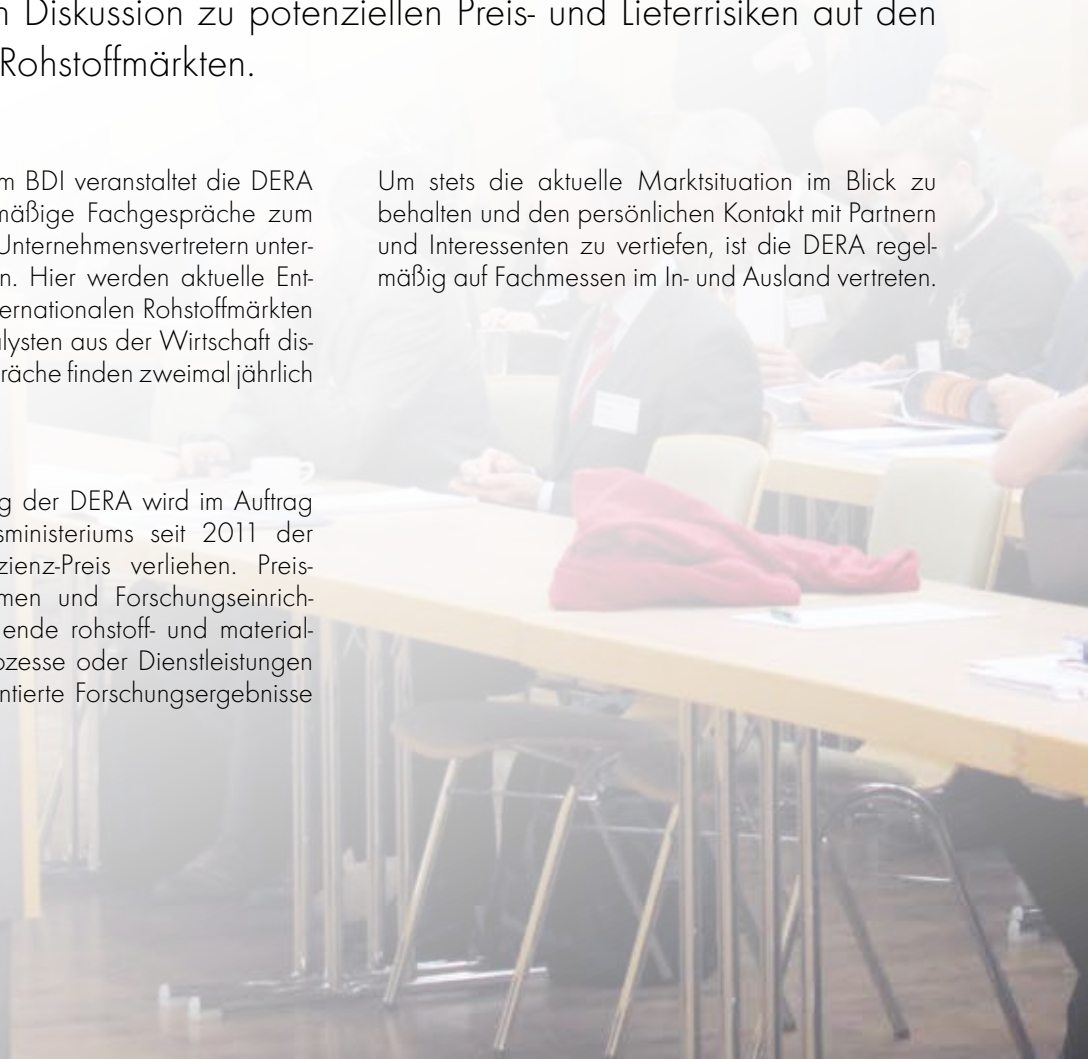 n Diskussion zu potenziellen Preis- und Lieferrisiken auf den
Rohstoffmärkten.
m BDI veranstaltet die DERA
mäßige Fachgespräche zum
Unternehmensvertretern unter-
n. Hier werden aktuelle Ent-
ernationalen Rohstoffmärkten
lysten aus der Wirtschaft dis-
räche finden zweimal jährlich
g der DERA wird im Auftrag
sministeriums seit 2011 der
zienz-Preis verliehen. Preis-
men und Forschungseinrich-
ende rohstoff- und material-
ozesse oder Dienstleistungen
ntierte Forschungsergebnisse
Um stets die aktuelle Marktsituation im Blick zu
behalten und den persönlichen Kontakt mit Partnern
und Interessenten zu vertiefen, ist die DERA regel-
mäßig auf Fachmessen im In- und Ausland vertreten.